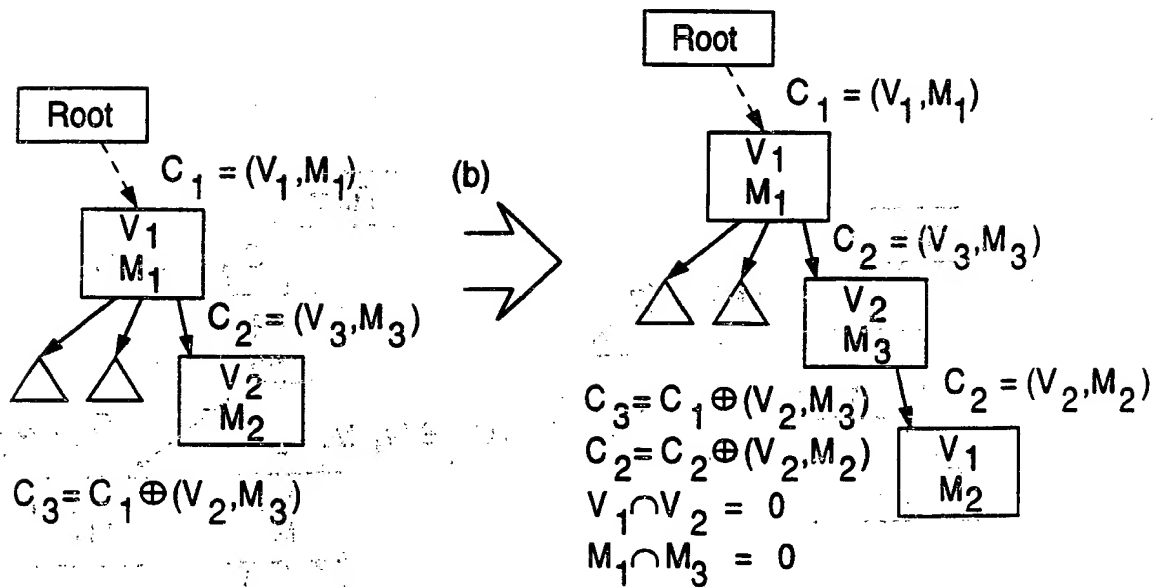 Root
C₁ = (V₁,M₁)
V₁
M₁
C₂ = (V₃,M₃)
V₂
M₂
C₃ = C₁ ⊕ (V₂,M₃)
(b)
Root
C₁ = (V₁,M₁)
V₁
M₁
C₂ = (V₃,M₃)
V₂
M₃
C₂ = (V₂,M₂)
V₁
M₂
C₃ = C₁ ⊕ (V₂,M₃)
C₂ = C₂ ⊕ (V₂,M₂)
V₁∩V₂ = 0
M₁∩M₃ = 0